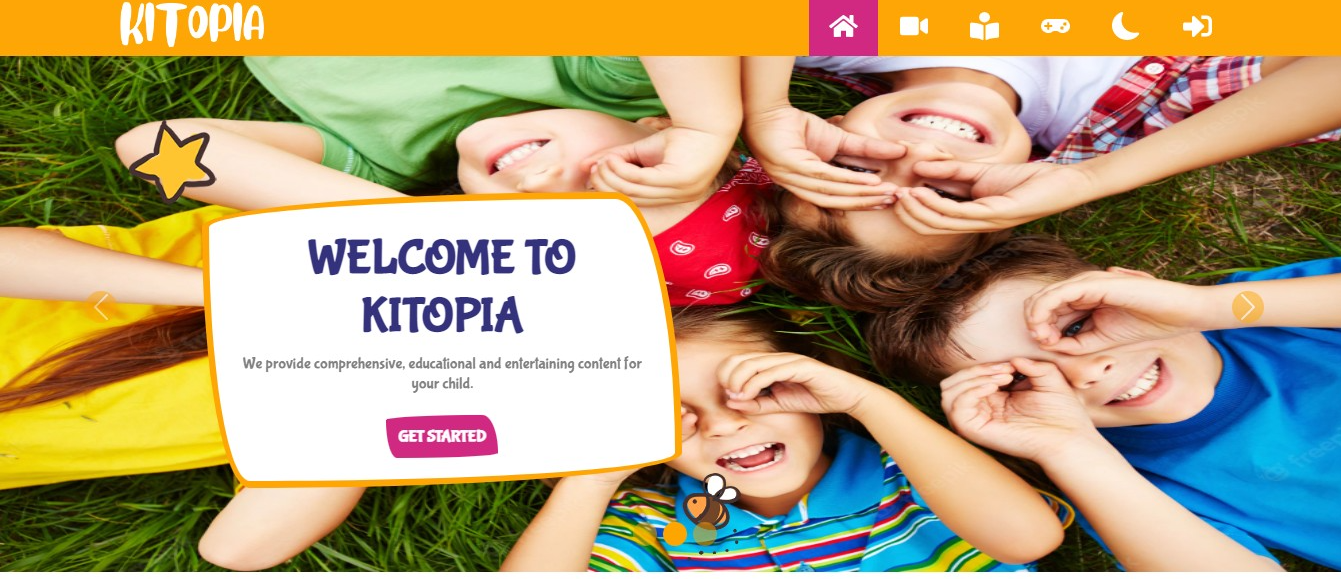 KITOPIA
WELCOME TO
KITOPIA
We provide comprehensive, educational and entertaining content for
your child.
GET STARTED